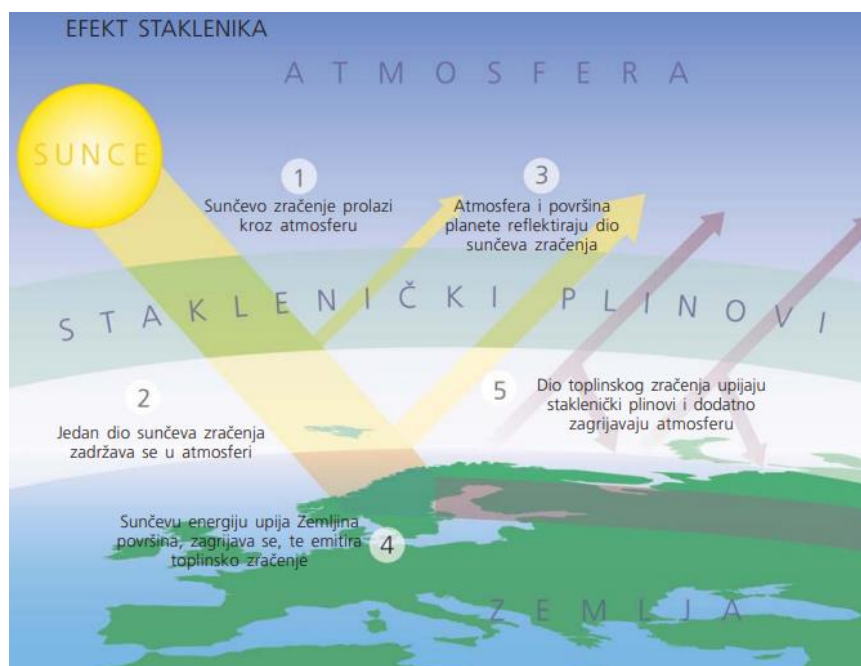 EFEKT STAKLENIKA
ATMOSFERA
SUNCE
1
Sunčevo zračenje prolazi
kroz atmosferu
3
Atmosfera i površina
planete reflektiraju dio
sunčeva zračenja
STAKLENIČKI PLINOVI
2
Jedan dio sunčeva zračenja
zadržava se u atmosferi
5
Dio toplinskog zračenja upijaju
staklenički plinovi i dodatno
zagrijavaju atmosferu
Sunčevu energiju upija Zemljina
površina, zagrijava se, te emitira
toplinsko zračenje
4
ZEMLJA